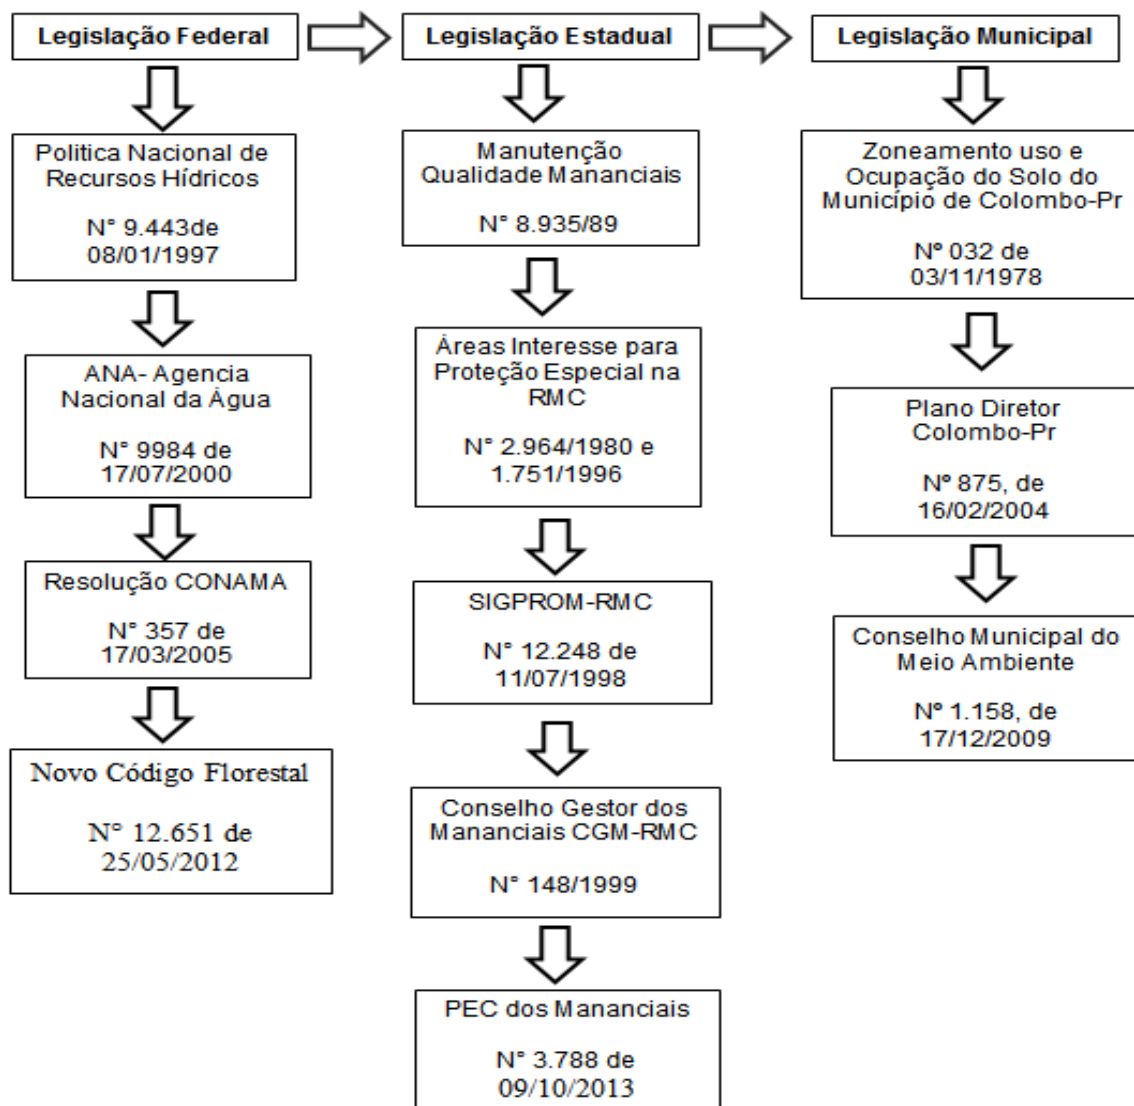 Legislação Federal
Legislação Estadual
Legislação Municipal
Politica Nacional de
Recursos Hídricos
N° 9.443de
08/01/1997
ANA- Agencia
Nacional da Água
N° 9984 de
17/07/2000
Resolução CONAMA
N° 357 de
17/03/2005
Novo Código Florestal
N° 12.651 de
25/05/2012
Manutenção
Qualidade Mananciais
N° 8.935/89
Áreas Interesse para
Proteção Especial na
RMC
N° 2.964/1980 e
1.751/1996
SIGPROM-RMC
N° 12.248 de
11/07/1998
Conselho Gestor dos
Mananciais CGM-RMC
N° 148/1999
PEC dos Mananciais
N° 3.788 de
09/10/2013
Zoneamento uso e
Ocupação do Solo do
Município de Colombo-Pr
Nº 032 de
03/11/1978
Plano Diretor
Colombo-Pr
Nº 875, de
16/02/2004
Conselho Municipal do
Meio Ambiente
Nº 1.158, de
17/12/2009